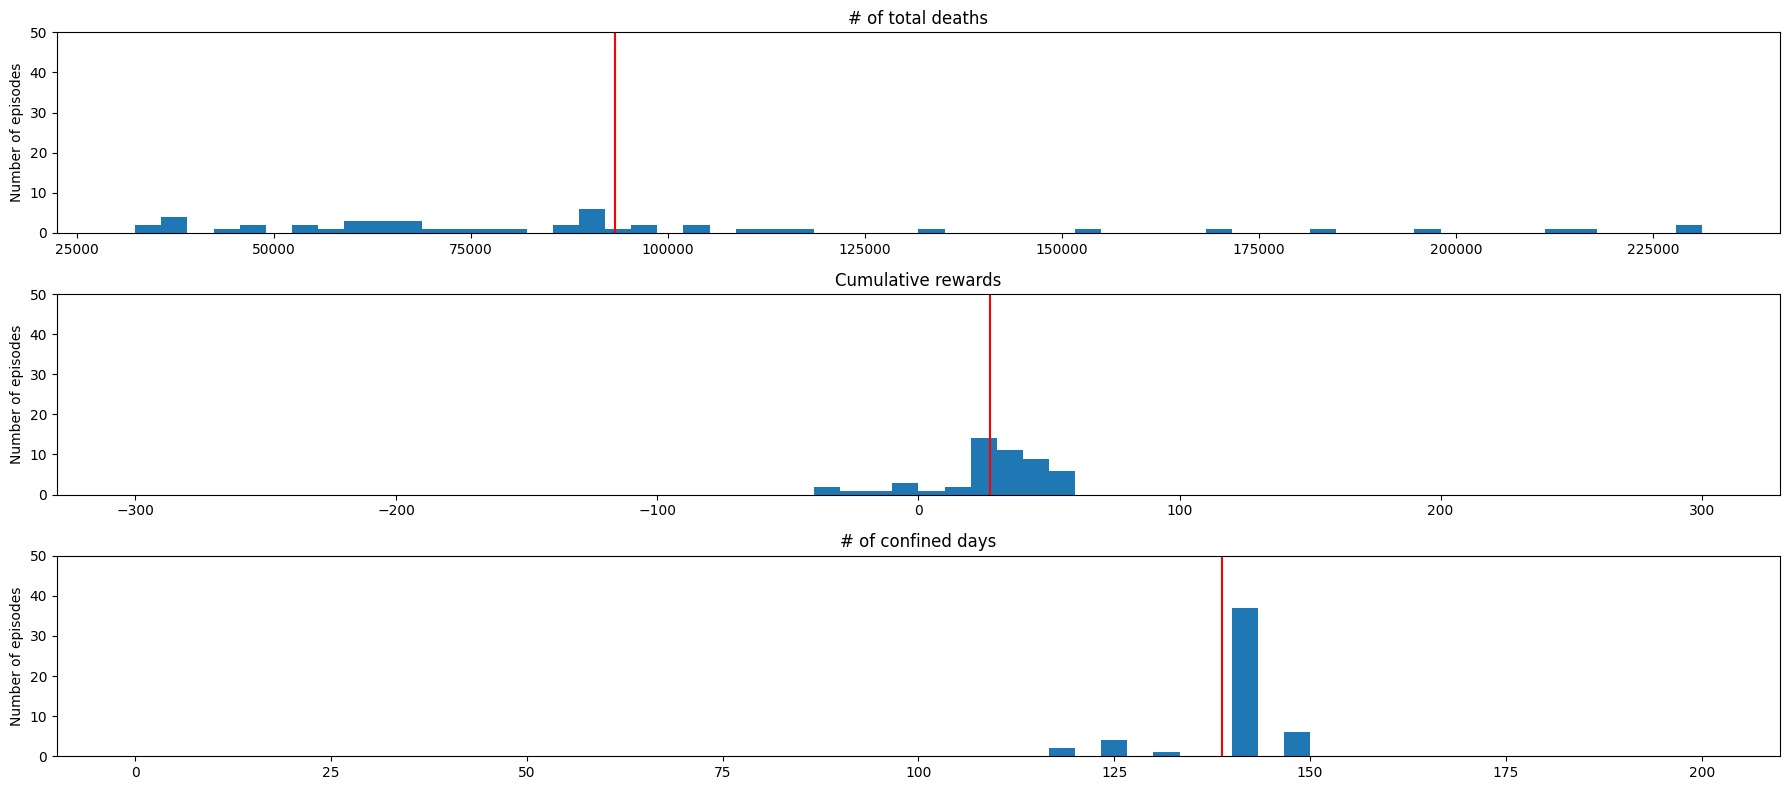 # of total deaths
Number of episodes
50
40
30
20
10
0
25000 50000 75000 100000 125000 150000 175000 200000 225000
Cumulative rewards
Number of episodes
50
40
30
20
10
0
−300 −200 −100 0 100 200 300
# of confined days
Number of episodes
50
40
30
20
10
0
0 25 50 75 100 125 150 175 200